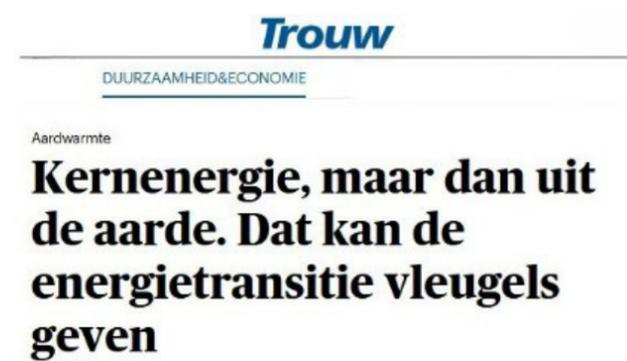 Trouw
DUURZAAMHEID&ECONOMIE
Aardwarmte
Kernenergie, maar dan uit
de aarde. Dat kan de
energietransitie vleugels
geven